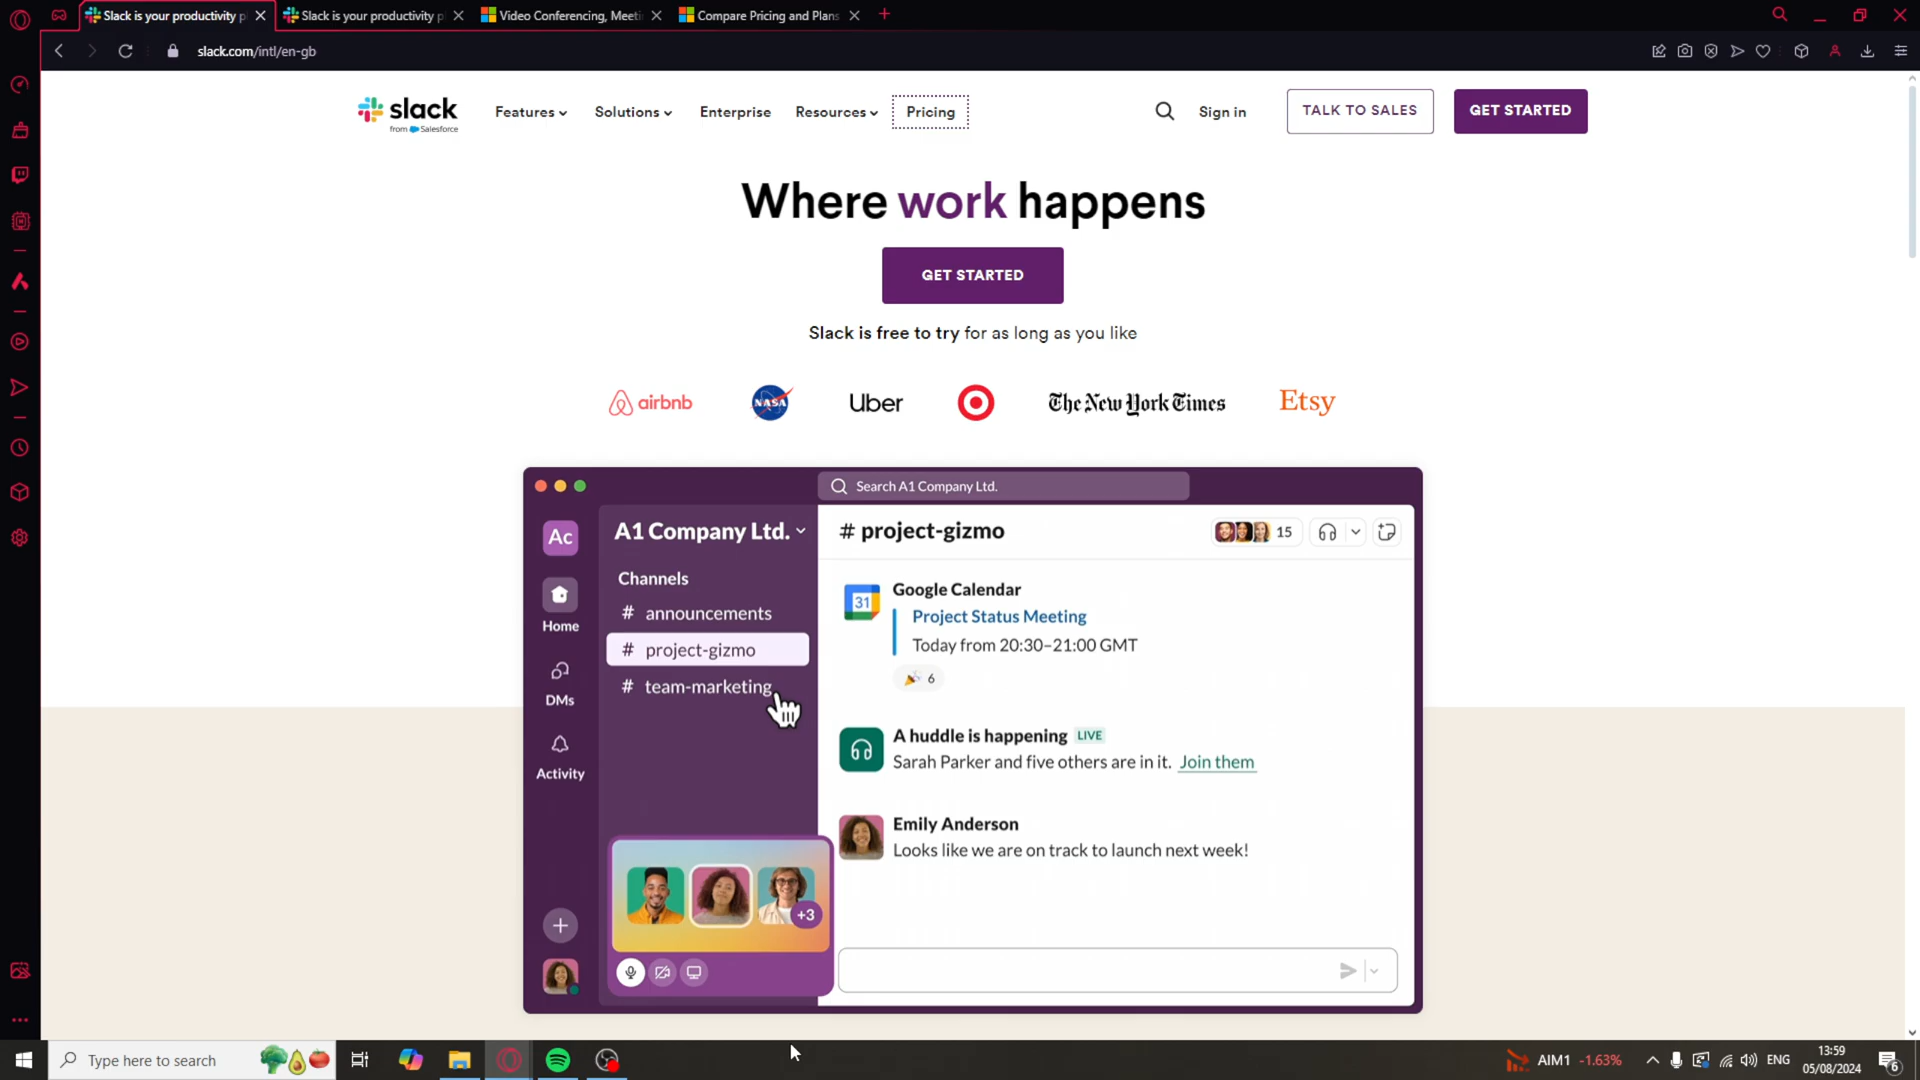 Slack is your productivity p
Slack is your productivity p
Video Conferencing, Meeti
Compare Pricing and Plans
slack.com/intl/en-gb
slack
from Salesforce
Features
Solutions
Enterprise
Resources
Pricing
Sign in
TALK TO SALES
GET STARTED
Where work happens
GET STARTED
Slack is free to try for as long as you like
airbnb
NASA
Uber
The New York Times
Etsy
Search A1 Company Ltd.
Ac
A1 Company Ltd.
# project-gizmo
15
Channels
# announcements
# project-gizmo
# team-marketing
Home
DMs
Activity
31
Google Calendar
Project Status Meeting
Today from 20:30–21:00 GMT
6
A huddle is happening LIVE
Sarah Parker and five others are in it. Join them
Emily Anderson
Looks like we are on track to launch next week!
+3
Type here to search
AIM1 -1.63%
ENG
13:59
05/08/2024
6